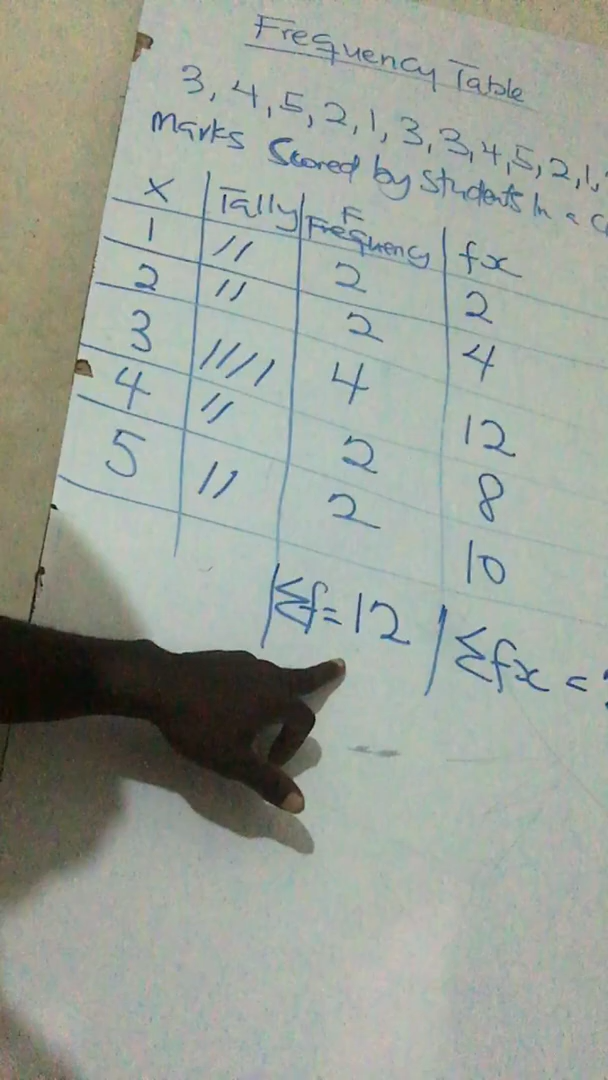 Frequency Table
3, 4, 5, 2, 1, 3, 3, 4, 5, 2, 1,
Marks Scored by Students in a
X Tally F Frequency fx
1 // 2 2
2 // 2 4
3 //// 4 12
4 // 2 8
5 // 2 10
Σf = 12 Σfx =